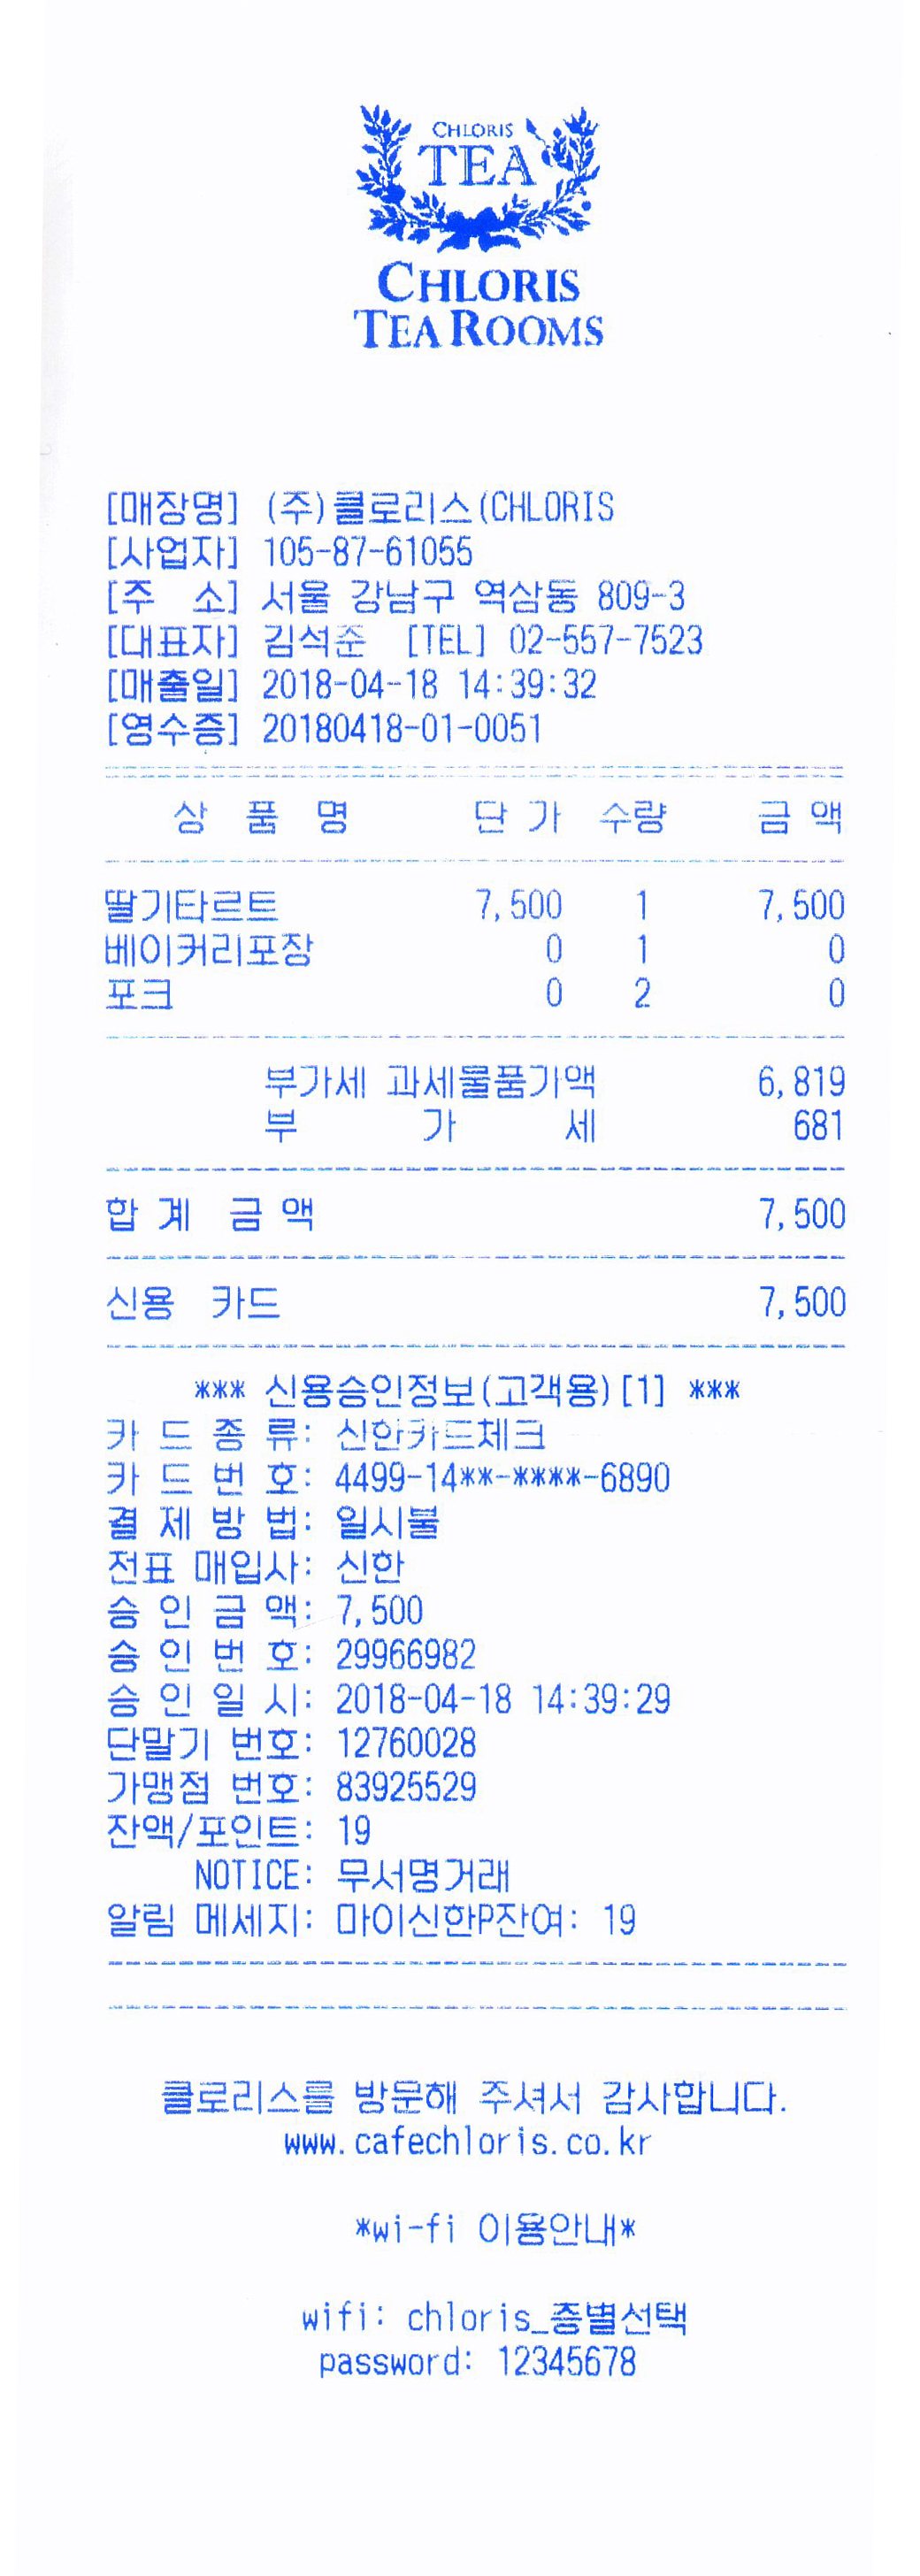 CHLORIS
TEA
CHLORIS
TEA ROOMS
[매장명] (주)클로리스(CHLORIS
[사업자] 105-87-61055
[주 소] 서울 강남구 역삼동 809-3
[대표자] 김석준 [TEL] 02-557-7523
[매출일] 2018-04-18 14:39:32
[영수증] 20180418-01-0051
상 품 명 단 가 수량 금 액
딸기타르트 7,500 1 7,500
베이커리포장 0 1 0
포크 0 2 0
부가세 과세물품가액 6,819
부 가 세 681
합 계 금 액 7,500
신용 카드 7,500
*** 신용승인정보(고객용)[1] ***
카 드 종 류: 신한카드체크
카 드 번 호: 4499-14**-****-6890
결 제 방 법: 일시불
전표 매입사: 신한
승 인 금 액: 7,500
승 인 번 호: 29966982
승 인 일 시: 2018-04-18 14:39:29
단말기 번호: 12760028
가맹점 번호: 83925529
잔액/포인트: 19
NOTICE: 무서명거래
알림 메세지: 마이신한P잔여: 19
클로리스를 방문해 주셔서 감사합니다.
www.cafechloris.co.kr
*wi-fi 이용안내*
wifi: chloris_층별선택
password: 12345678